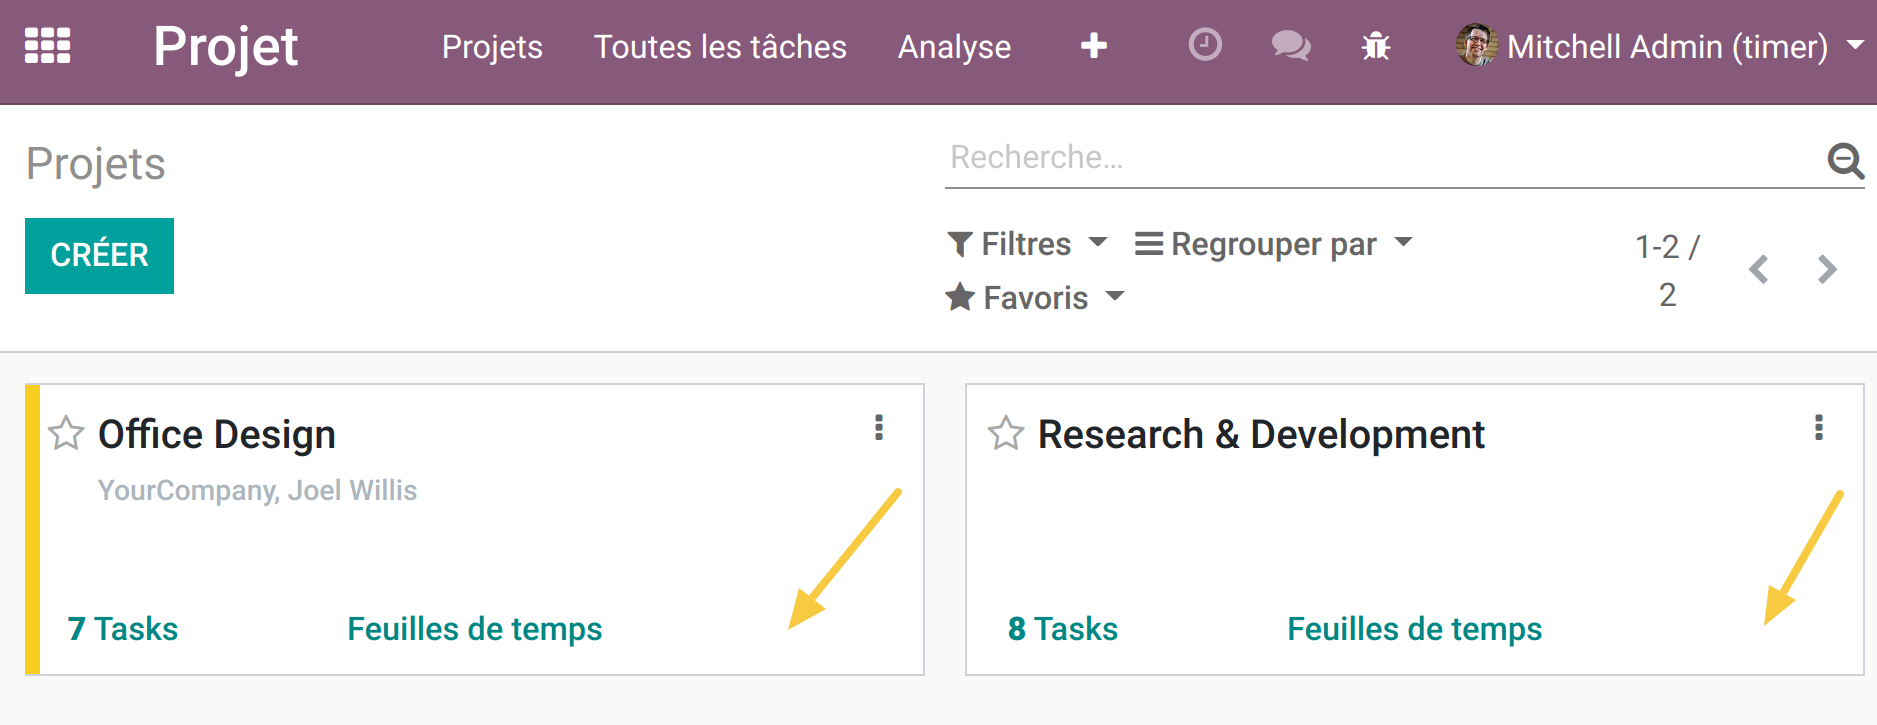 Projet Projets Toutes les tâches Analyse Mitchell Admin (timer)
Projets
Recherche...
CRÉER
Filtres Regrouper par
Favoris
1-2 /
2
Office Design
YourCompany, Joel Willis
7 Tasks Feuilles de temps
Research & Development
8 Tasks Feuilles de temps